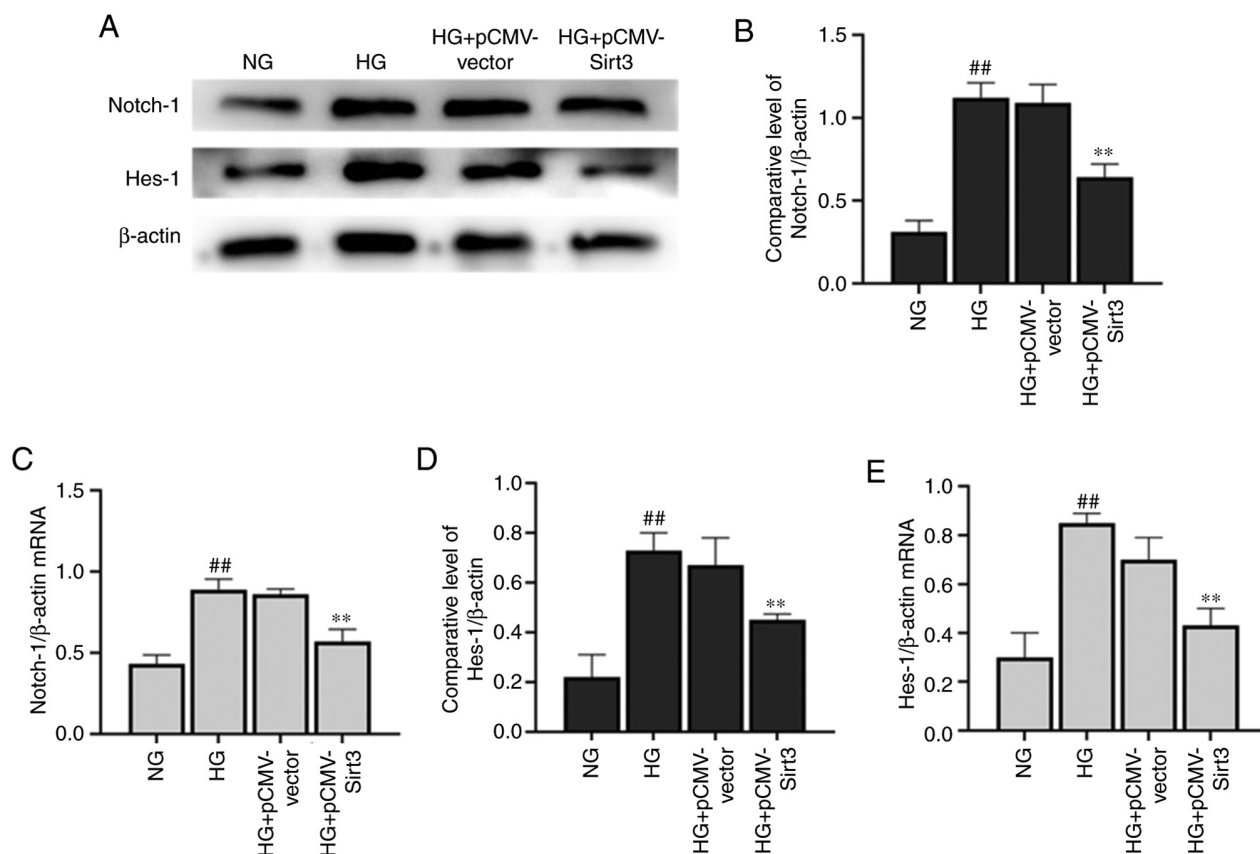 A
NG
HG
HG+pCMV-
vector
HG+pCMV-
Sirt3
Notch-1
Hes-1
β-actin
B
Comparative level of
Notch-1/β-actin
1.5
1.0
0.5
0.0
##
**
NG
HG
HG+pCMV-
vector
HG+pCMV-
Sirt3
C
Notch-1/β-actin mRNA
1.5
1.0
0.5
0.0
##
**
NG
HG
HG+pCMV-
vector
HG+pCMV-
Sirt3
D
Comparative level of
Hes-1/β-actin
1.0
0.8
0.6
0.4
0.2
0.0
##
**
NG
HG
HG+pCMV-
vector
HG+pCMV-
Sirt3
E
Hes-1/β-actin mRNA
1.0
0.8
0.6
0.4
0.2
0.0
##
**
NG
HG
HG+pCMV-
vector
HG+pCMV-
Sirt3